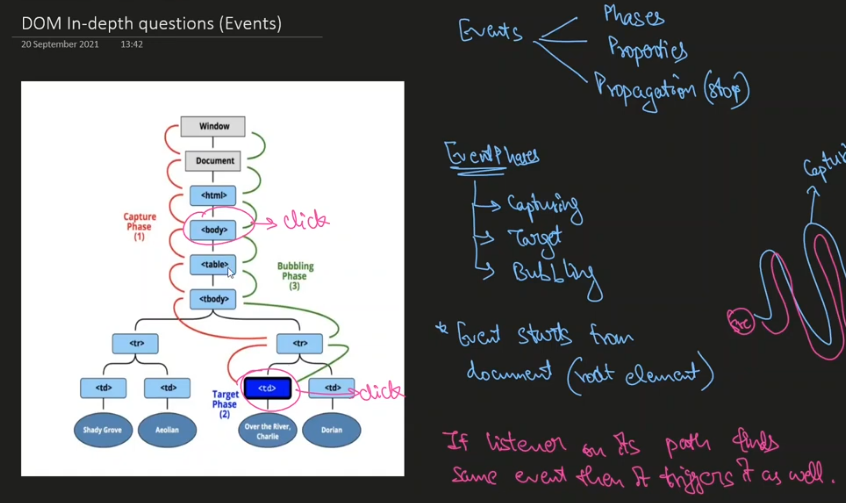 DOM In-depth questions (Events)
20 September 2021 13:42
Events
Phases
Properties
Propagation (stop)
Window
Document
<html>
<body>
click
<table>
<tbody>
Capture
Phase
(1)
Bubbling
Phase
(3)
<tr>
<tr>
<td>
<td>
<td>
<td>
click
Target
Phase
(2)
Shady Grove
Aeolian
Over the River,
Charlie
Dorian
Event Phases
Capturing
Target
Bubbling
* Event starts from
document (root element)
Capturi
If listener on its path finds
same event then it triggers it as well.